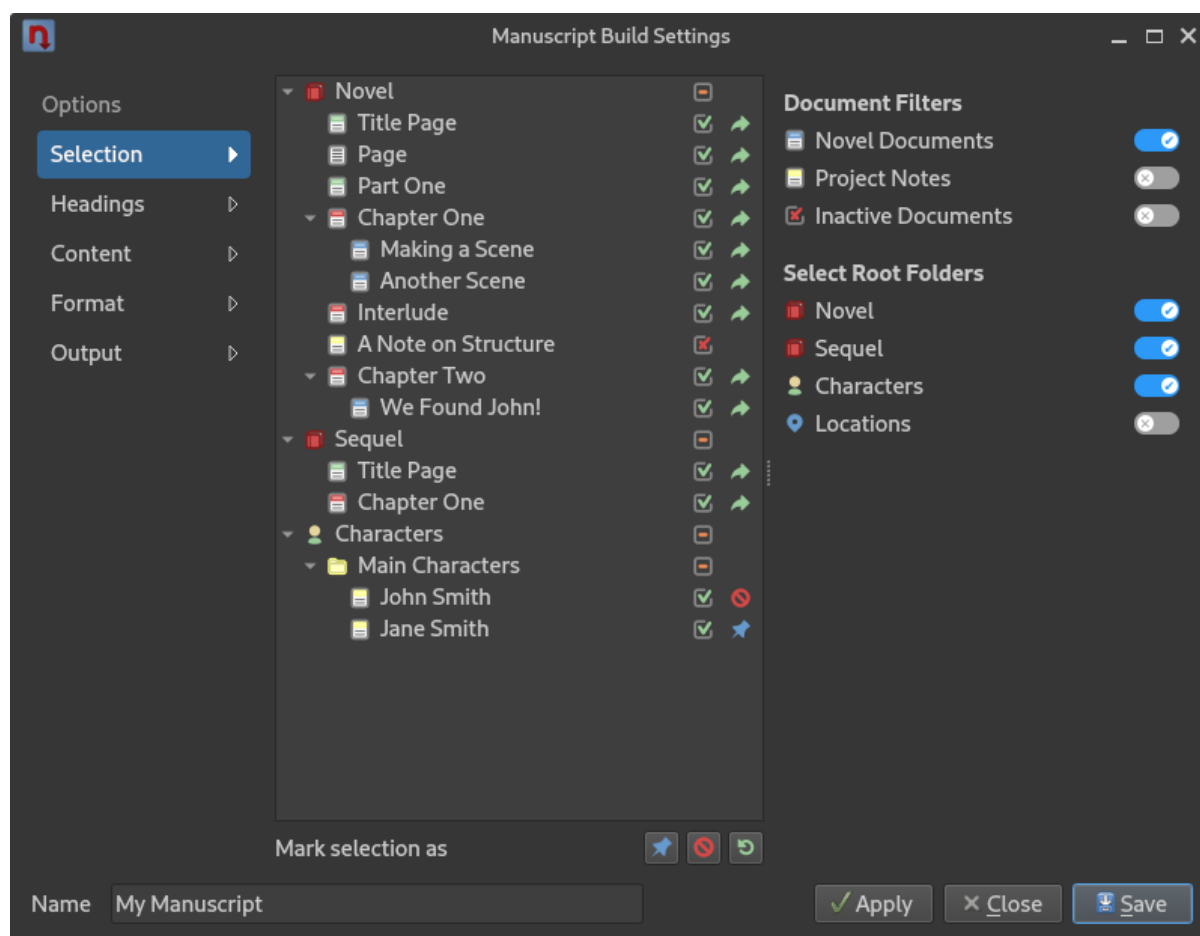 Manuscript Build Settings
Options
Selection
Headings
Content
Format
Output
Novel
Title Page
Page
Part One
Chapter One
Making a Scene
Another Scene
Interlude
A Note on Structure
Chapter Two
We Found John!
Sequel
Title Page
Chapter One
Characters
Main Characters
John Smith
Jane Smith
Mark selection as
Document Filters
Novel Documents
Project Notes
Inactive Documents
Select Root Folders
Novel
Sequel
Characters
Locations
Name My Manuscript
Apply Close Save